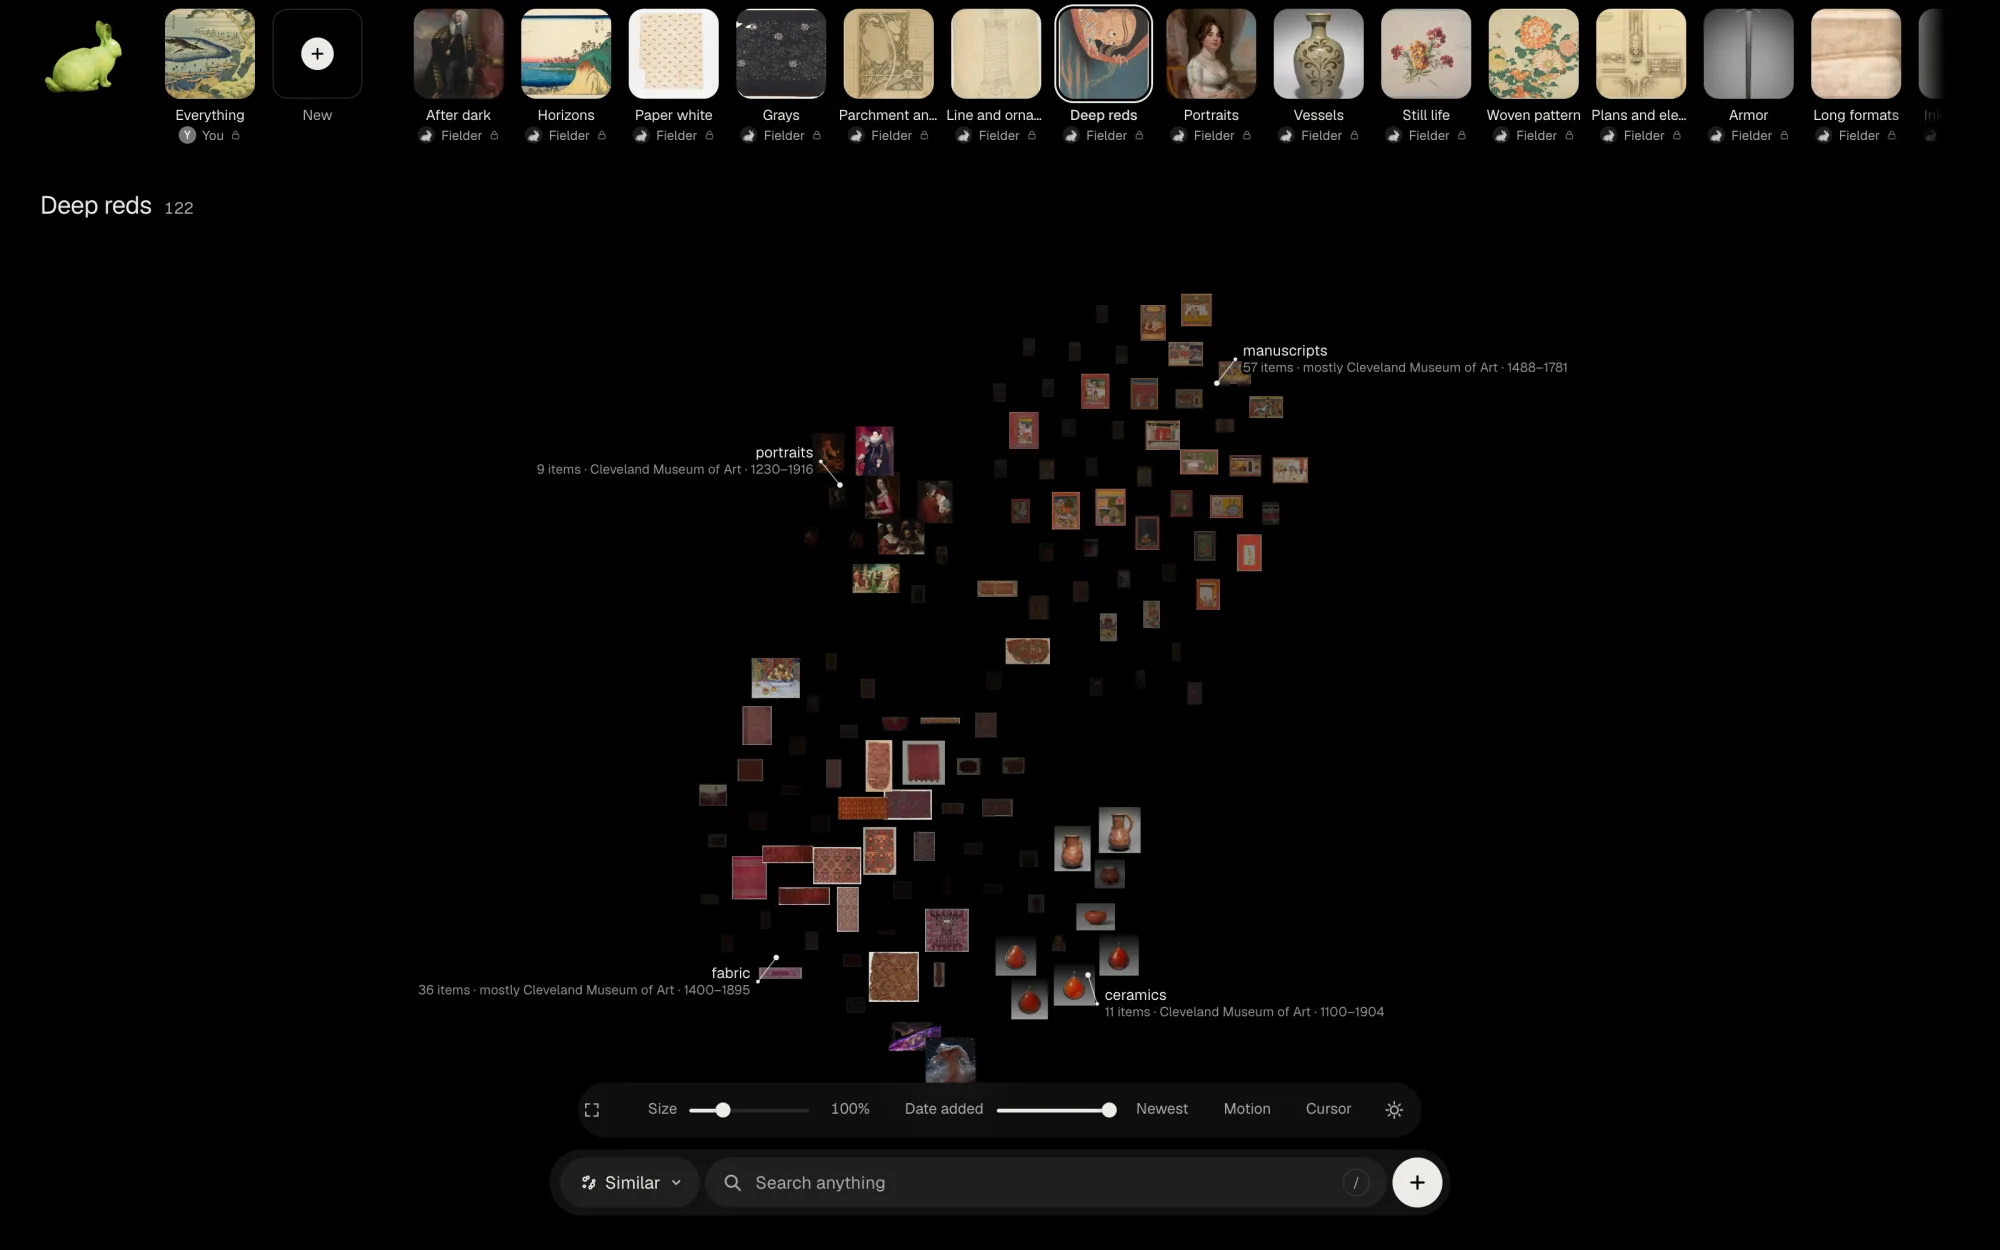 Everything
Y You
New
After dark
Fielder
Horizons
Fielder
Paper white
Fielder
Grays
Fielder
Parchment an...
Fielder
Line and orna...
Fielder
Deep reds
Fielder
Portraits
Fielder
Vessels
Fielder
Still life
Fielder
Woven pattern
Fielder
Plans and ele...
Fielder
Armor
Fielder
Long formats
Fielder
Deep reds 122
manuscripts
57 items · mostly Cleveland Museum of Art · 1488–1781
portraits
9 items · Cleveland Museum of Art · 1230–1916
fabric
36 items · mostly Cleveland Museum of Art · 1400–1895
ceramics
11 items · Cleveland Museum of Art · 1100–1904
Size 100% Date added Newest Motion Cursor
Similar Search anything /